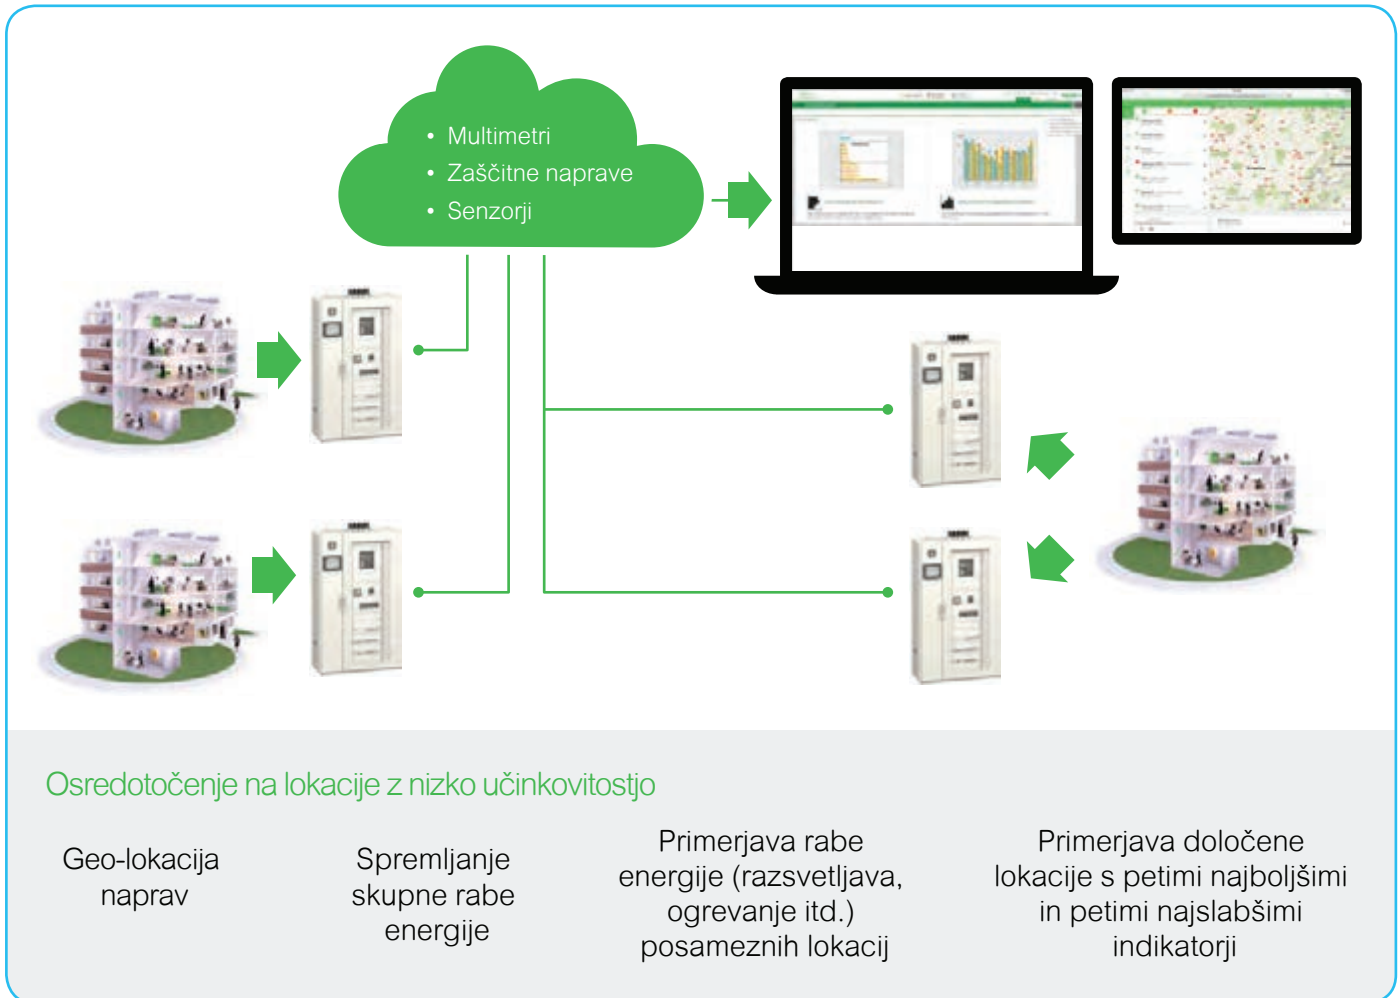 • Multimetri
• Zaščitne naprave
• Senzorji
Osredotočenje na lokacije z nizko učinkovitostjo
Geo-lokacija
naprav
Spremljanje
skupne rabe
energije
Primerjava rabe
energije (razsvetljava,
ogrevanje itd.)
posameznih lokacij
Primerjava določene
lokacije s petimi najboljšimi
in petimi najslabšimi
indikatorji